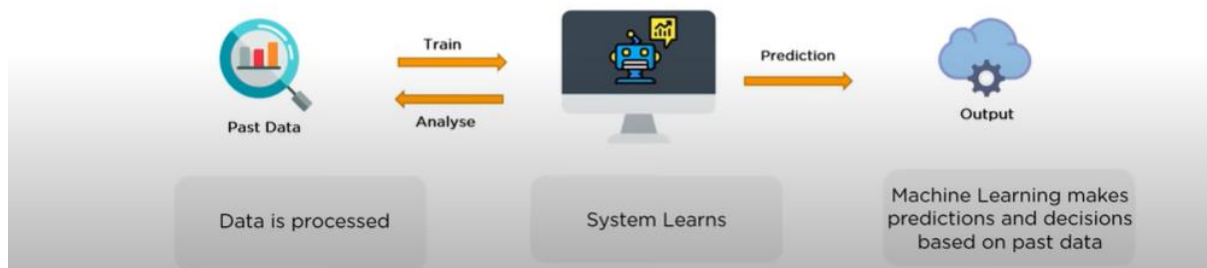 Train
Prediction
Past Data
Analyse
Output
Data is processed
System Learns
Machine Learning makes
predictions and decisions
based on past data